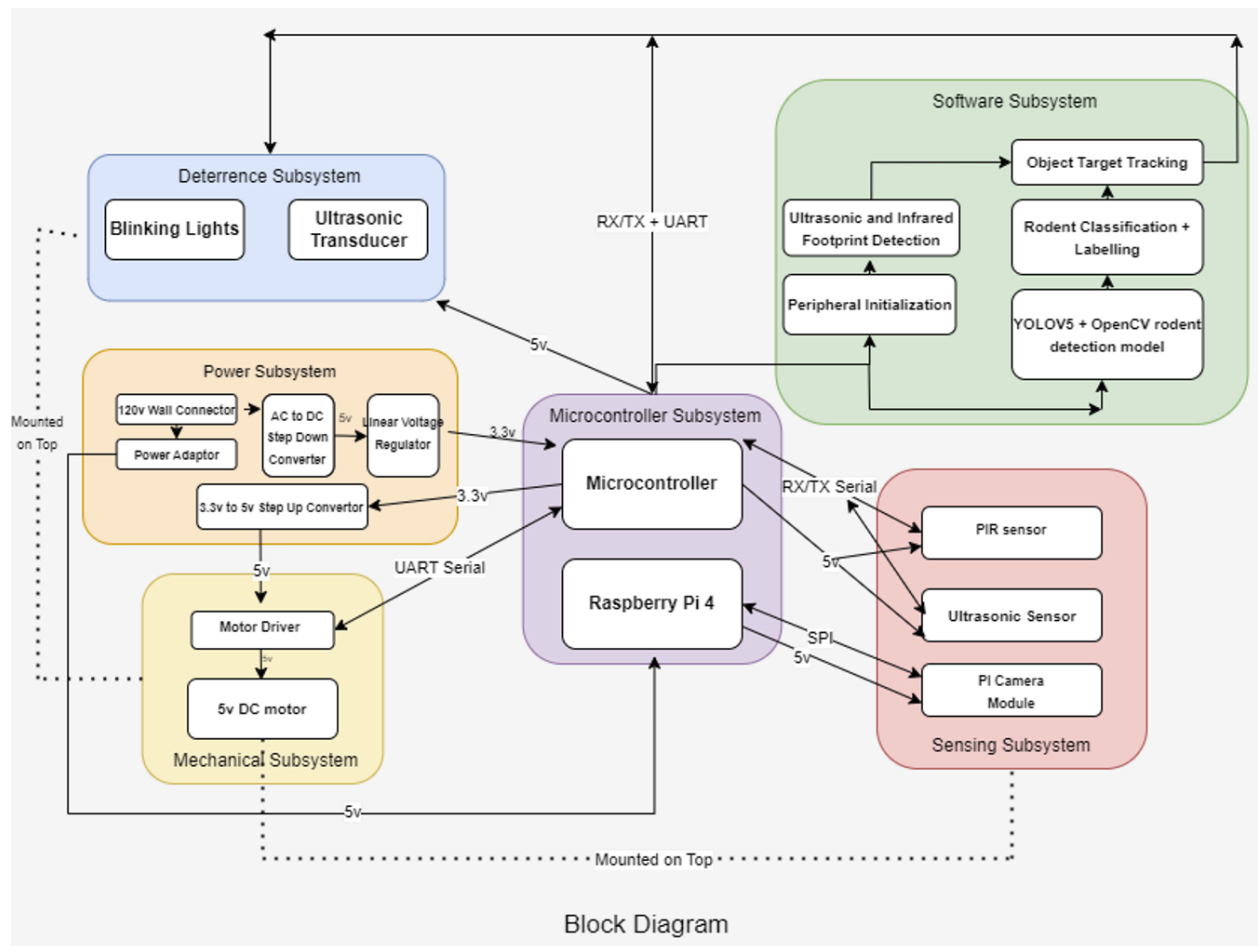 Software Subsystem
Object Target Tracking
Deterrence Subsystem
Blinking Lights
Ultrasonic
Transducer
RX/TX + UART
Ultrasonic and Infrared
Footprint Detection
Rodent Classification +
Labelling
Peripheral Initialization
YOLOV5 + OpenCV rodent
detection model
5v
Power Subsystem
120v Wall Connector
Power Adaptor
AC to DC
Step Down
Converter
5v
Linear Voltage
Regulator
3.3v
3.3v to 5v Step Up Convertor
3.3v
Mounted
on Top
Microcontroller Subsystem
Microcontroller
Raspberry Pi 4
RX/TX Serial
PIR sensor
5v
Ultrasonic Sensor
SPI
5v
PI Camera
Module
Sensing Subsystem
UART Serial
5v
Motor Driver
5v
5v DC motor
Mechanical Subsystem
5v
Mounted on Top
Block Diagram